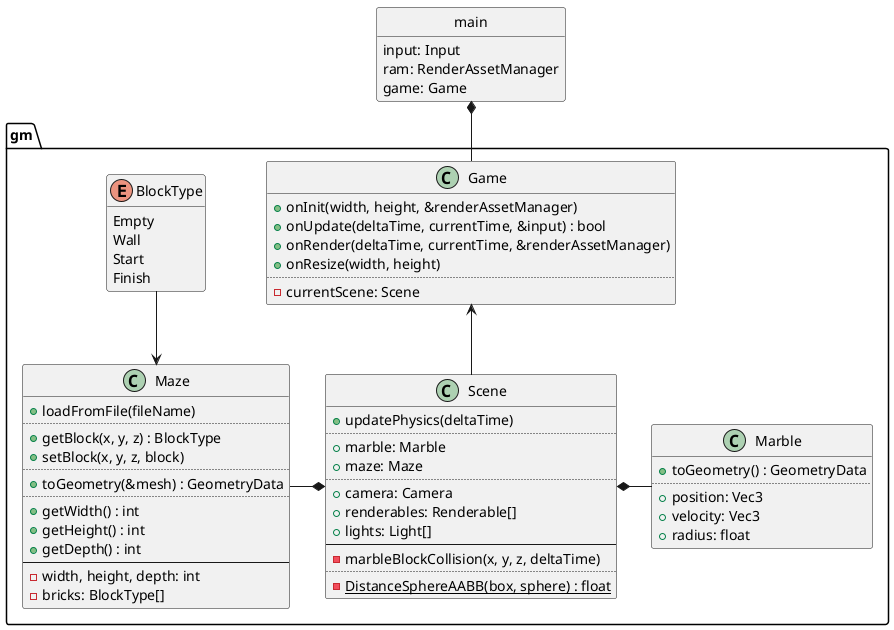 main
input: Input
ram: RenderAssetManager
game: Game
gm
E BlockType
Empty
Wall
Start
Finish
C Game
onInit(width, height, &renderAssetManager)
onUpdate(deltaTime, currentTime, &input) : bool
onRender(deltaTime, currentTime, &renderAssetManager)
onResize(width, height)
currentScene: Scene
C Maze
loadFromFile(fileName)
getBlock(x, y, z) : BlockType
setBlock(x, y, z, block)
toGeometry(&mesh) : GeometryData
getWidth() : int
getHeight() : int
getDepth() : int
width, height, depth: int
bricks: BlockType[]
C Scene
updatePhysics(deltaTime)
marble: Marble
maze: Maze
camera: Camera
renderables: Renderable[]
lights: Light[]
marbleBlockCollision(x, y, z, deltaTime)
DistanceSphereAABB(box, sphere) : float
C Marble
toGeometry() : GeometryData
position: Vec3
velocity: Vec3
radius: float